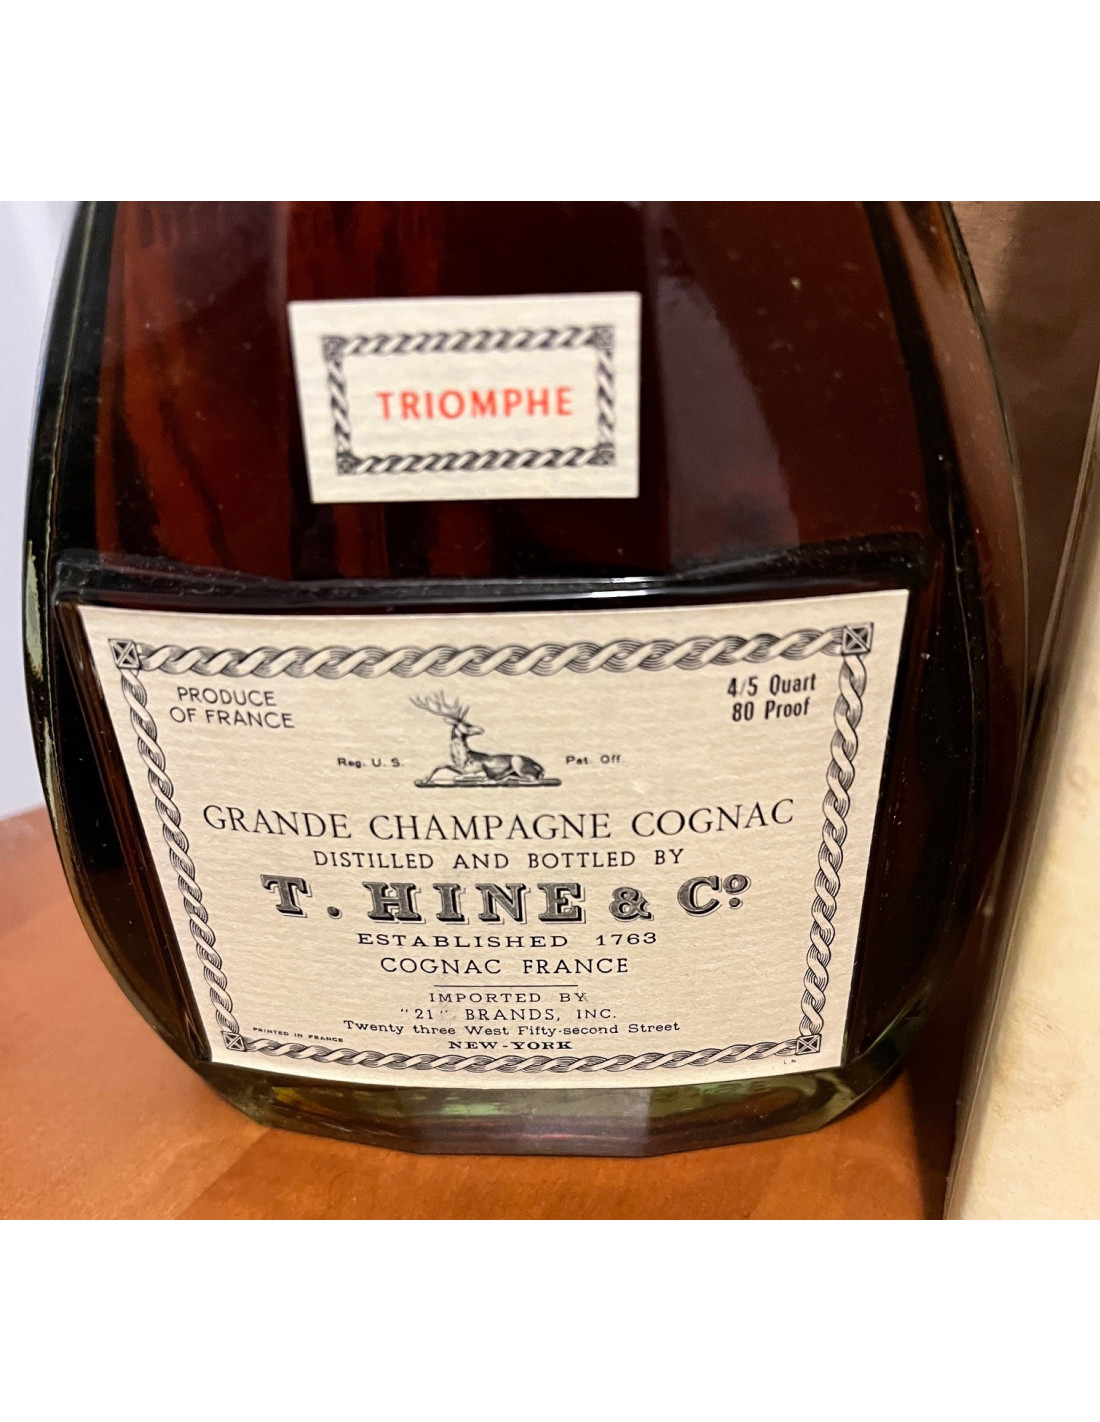 TRIOMPHE
PRODUCE
OF FRANCE
4/5 Quart
80 Proof
Reg. U. S. Pat. Off.
GRANDE CHAMPAGNE COGNAC
DISTILLED AND BOTTLED BY
T. HINE & Cº
ESTABLISHED 1763
COGNAC FRANCE
IMPORTED BY
"21" BRANDS, INC.
Twenty three West Fifty-second Street
NEW-YORK
PRINTED IN FRANCE